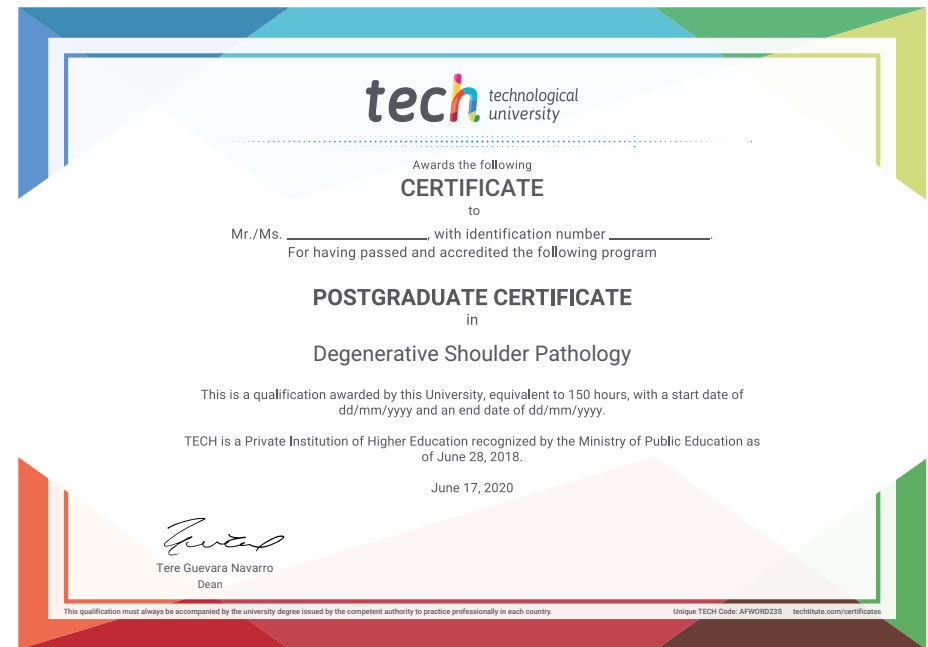 tech technological
university
Awards the following
CERTIFICATE
to
Mr./Ms. ____________________, with identification number ______________.
For having passed and accredited the following program
POSTGRADUATE CERTIFICATE
in
Degenerative Shoulder Pathology
This is a qualification awarded by this University, equivalent to 150 hours, with a start date of
dd/mm/yyyy and an end date of dd/mm/yyyy.
TECH is a Private Institution of Higher Education recognized by the Ministry of Public Education as
of June 28, 2018.
June 17, 2020
Tere Guevara Navarro
Dean
This qualification must always be accompanied by the university degree issued by the competent authority to practice professionally in each country.
Unique TECH Code: AFWORD23S techtitute.com/certificates